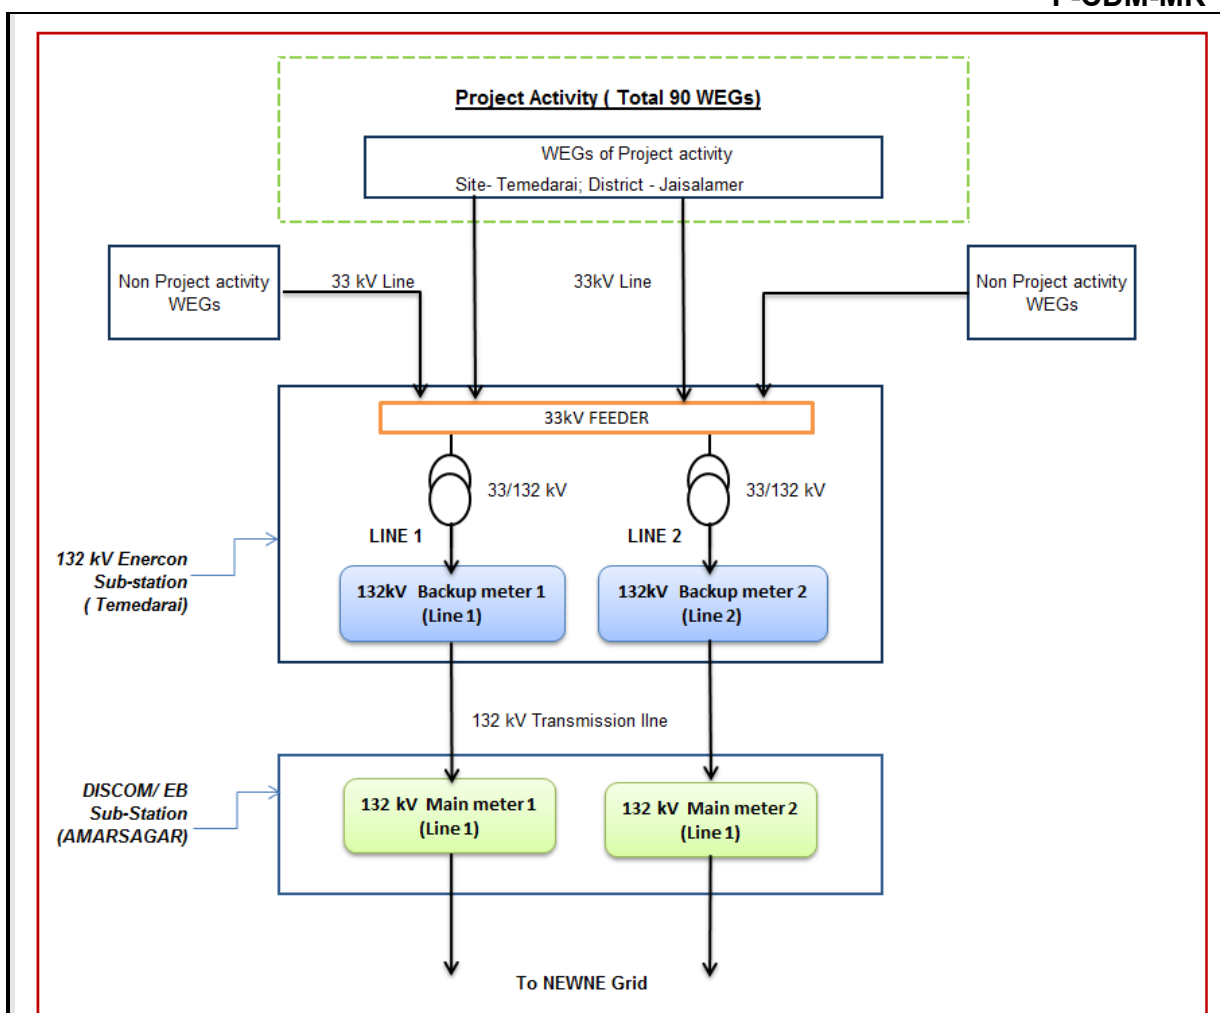 Project Activity ( Total 90 WEGs)
WEGs of Project activity
Site- Temedarai; District - Jaisalamer
Non Project activity
WEGs
33 kV Line
33kV Line
Non Project activity
WEGs
33kV FEEDER
33/132 kV
33/132 kV
LINE 1
LINE 2
132 kV Enercon
Sub-station
( Temedarai)
132kV Backup meter 1
(Line 1)
132kV Backup meter 2
(Line 2)
132 kV Transmission lIne
DISCOM/ EB
Sub-Station
(AMARSAGAR)
132 kV Main meter 1
(Line 1)
132 kV Main meter 2
(Line 1)
To NEWNE Grid